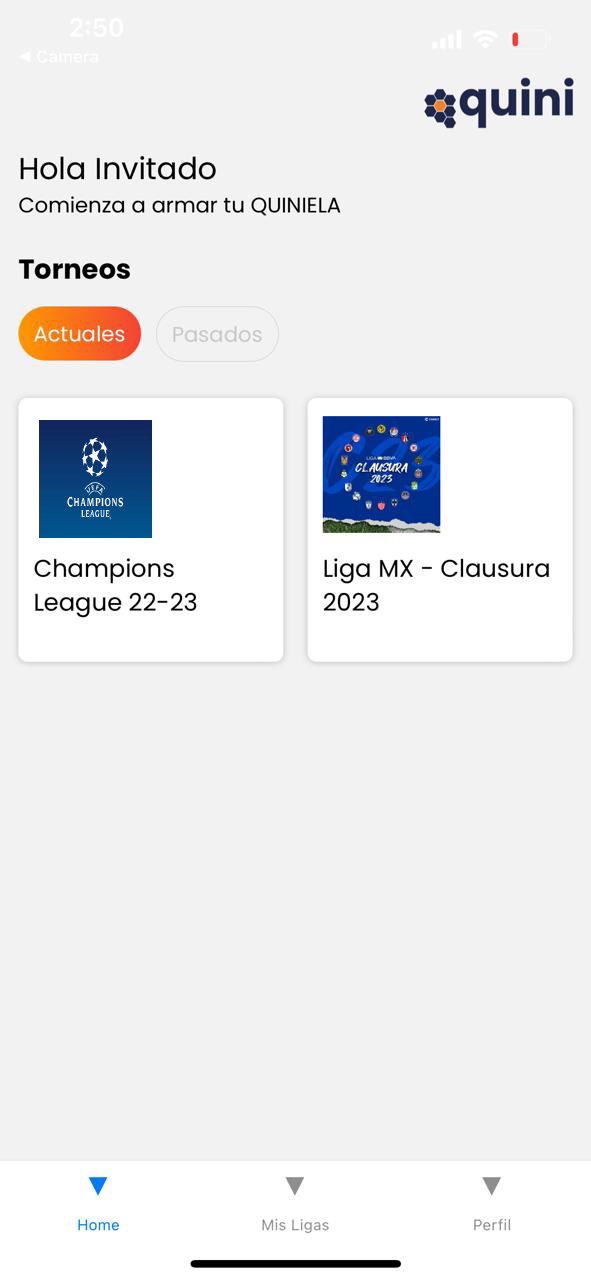 2:50
◀ Camera
quini
Hola Invitado
Comienza a armar tu QUINIELA
Torneos
Actuales
Pasados
UEFA
CHAMPIONS
LEAGUE
Champions
League 22-23
LIGA BBVA
CLAUSURA
2023
Liga MX - Clausura
2023
Home
Mis Ligas
Perfil